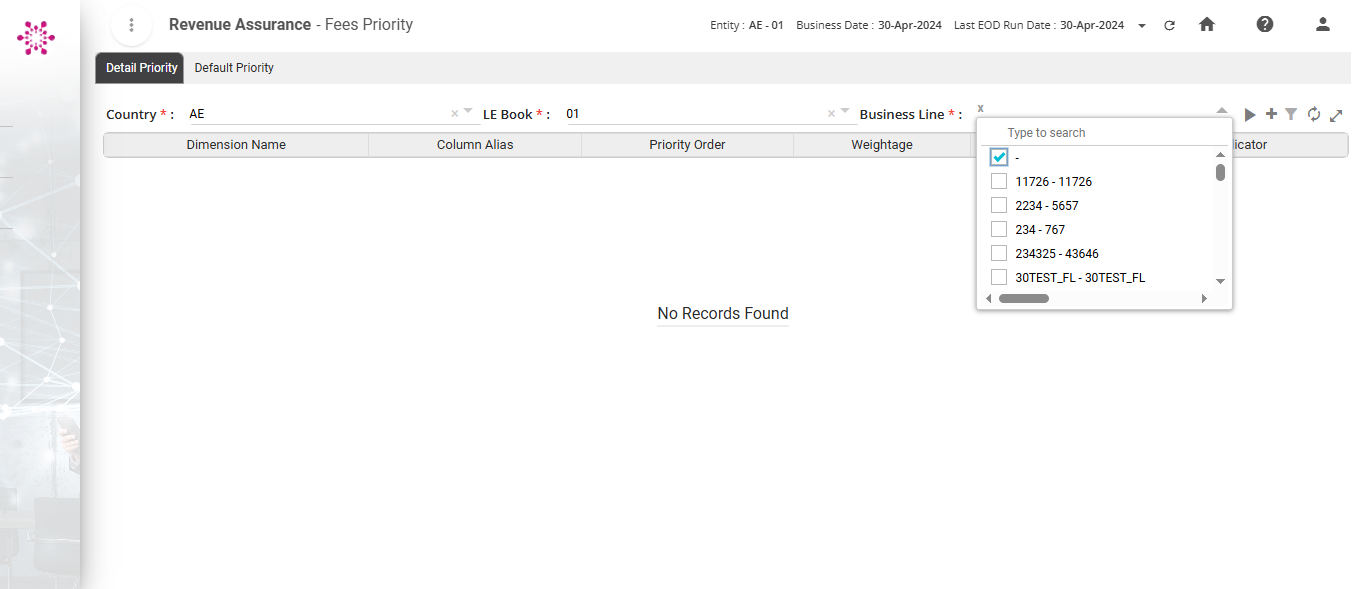 Revenue Assurance - Fees Priority
Entity : AE - 01 Business Date : 30-Apr-2024 Last EOD Run Date : 30-Apr-2024
Detail Priority Default Priority
Country * : AE × LE Book * : 01 × Business Line * : x
Dimension Name Column Alias Priority Order Weightage icator
Type to search
-
11726 - 11726
2234 - 5657
234 - 767
234325 - 43646
30TEST_FL - 30TEST_FL
No Records Found